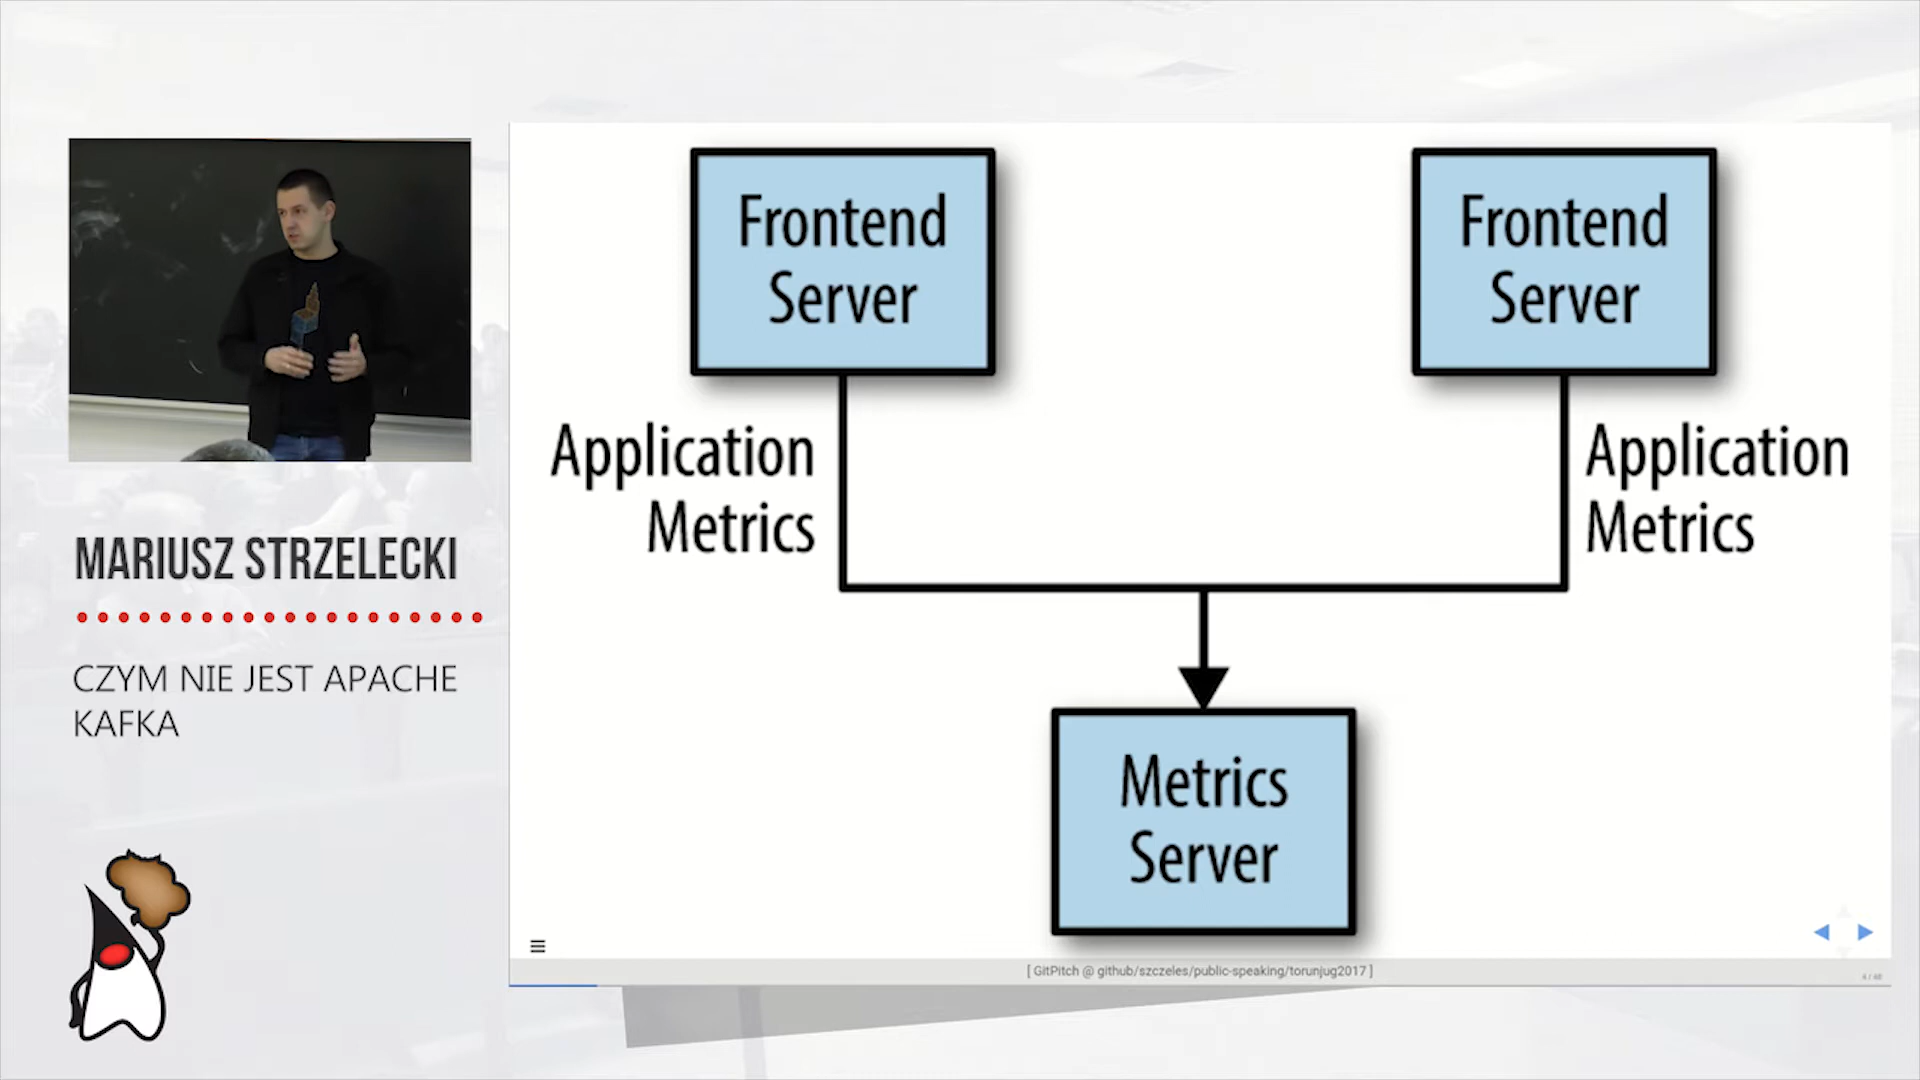 MARIUSZ STRZELECKI
CZYM NIE JEST APACHE
KAFKA
Frontend
Server
Frontend
Server
Application
Metrics
Application
Metrics
Metrics
Server
[ GitPitch @ github/szczeles/public-speaking/torunjug2017 ]